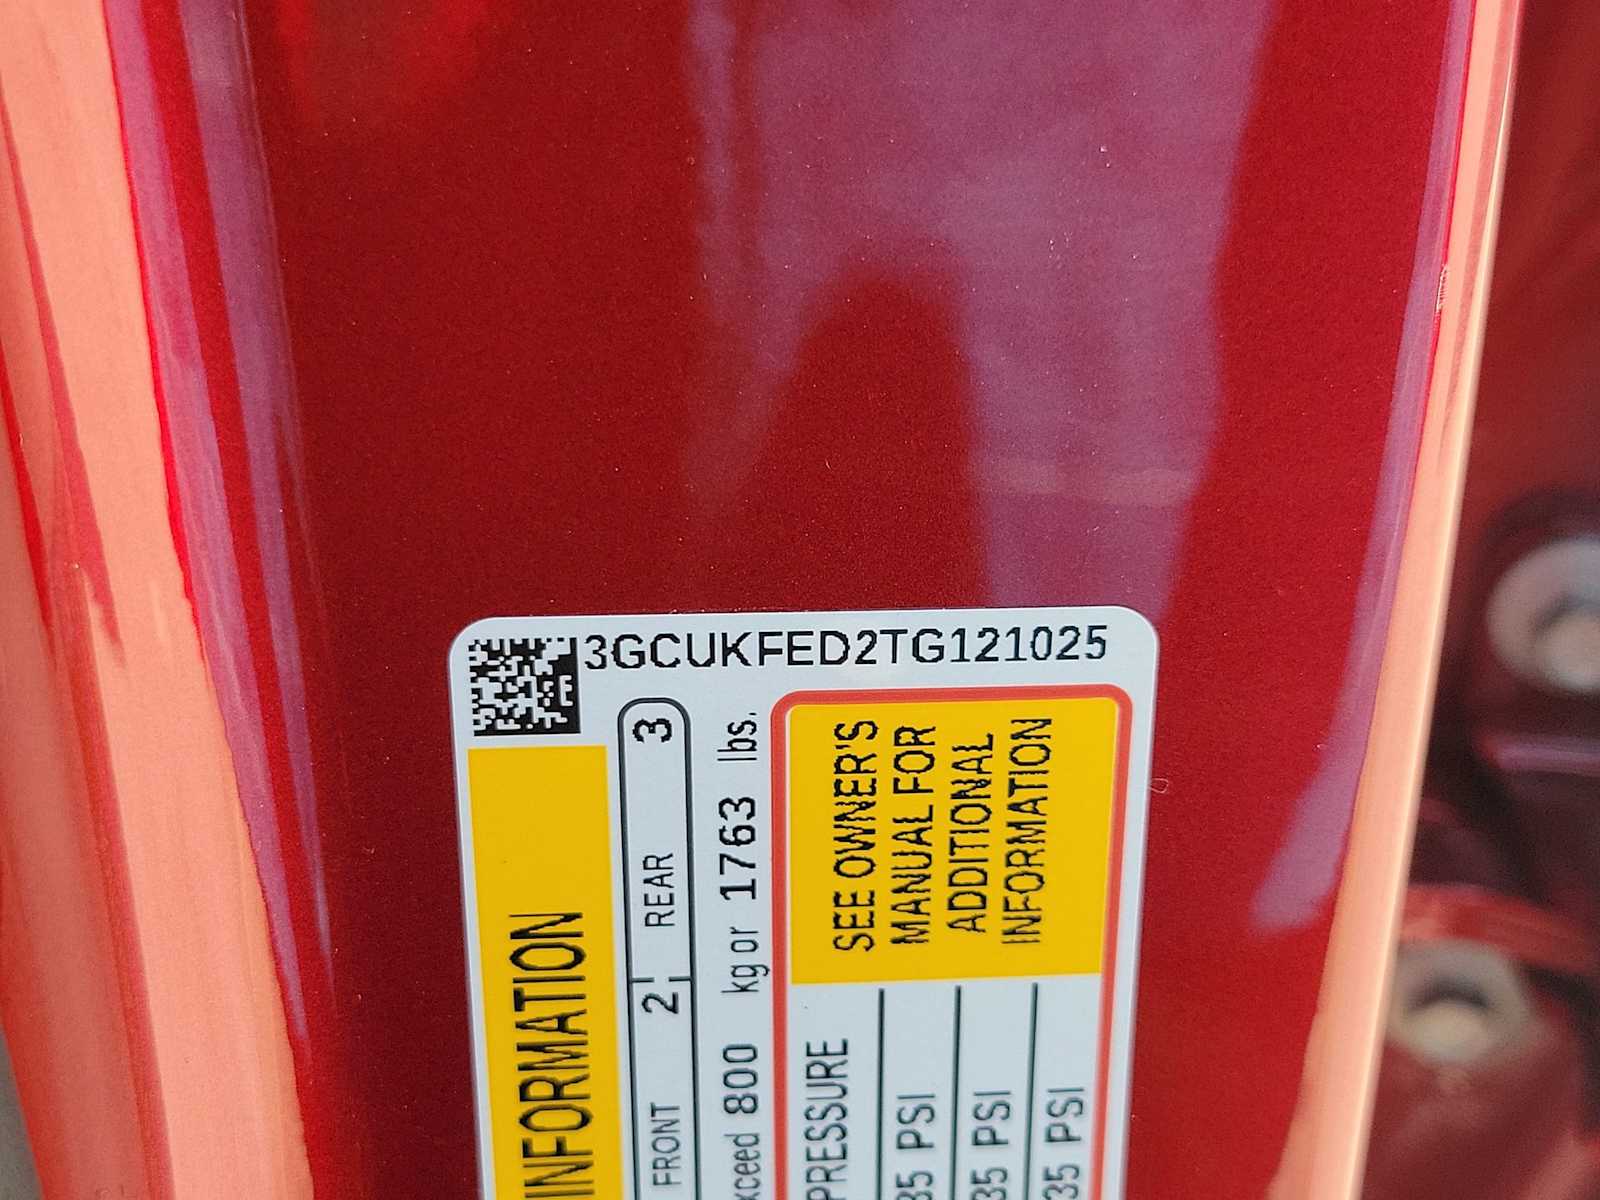 3GCUKFED2TG121025
INFORMATION
FRONT 2 REAR 3
800 kg or 1763 lbs.
PRESSURE
35 PSI
35 PSI
35 PSI
SEE OWNER'S
MANUAL FOR
ADDITIONAL
INFORMATION